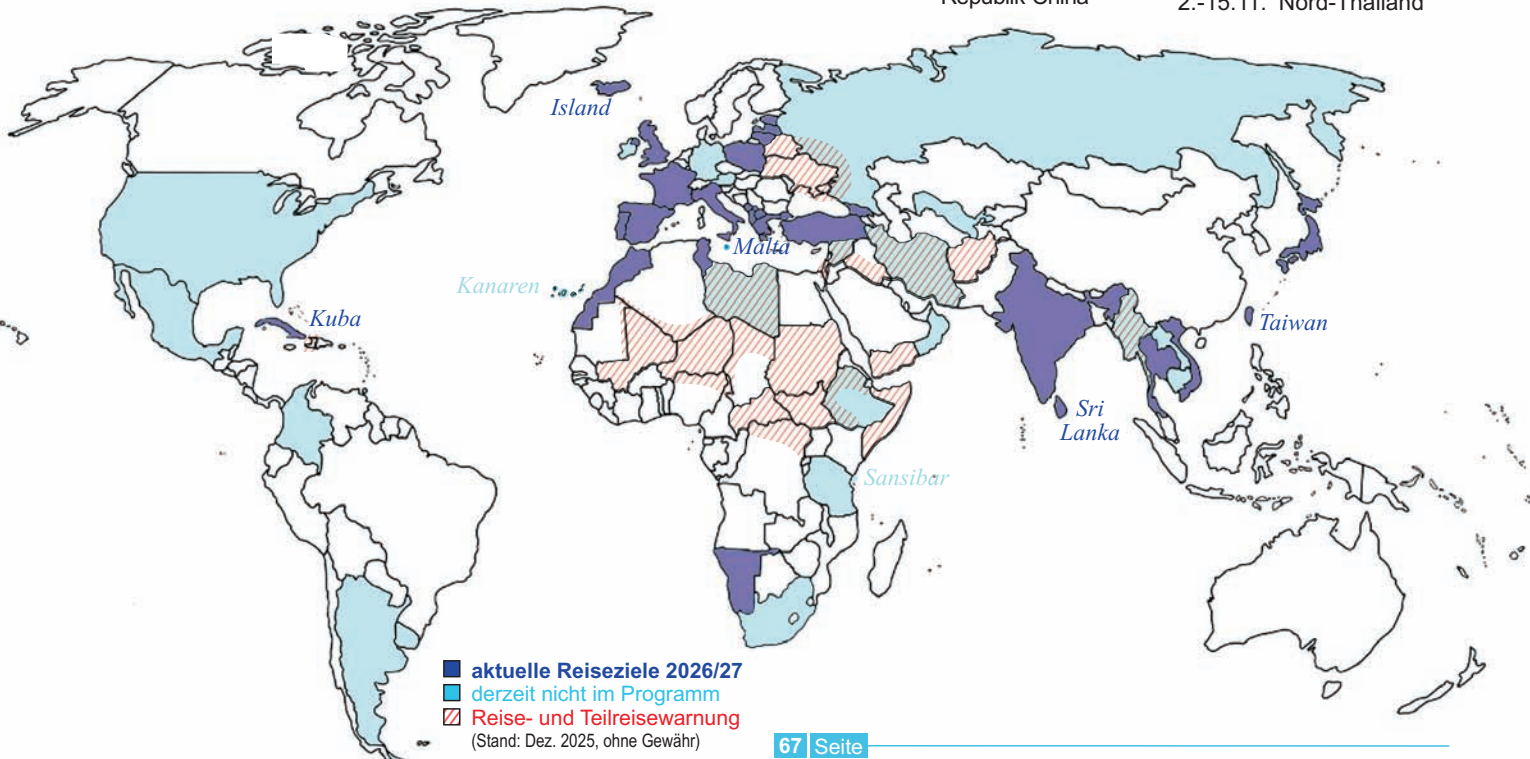 Republik China
2.-15.11. Nord-Thailand
Island
Malta
Kanaren
Kuba
Taiwan
Sri
Lanka
Sansibar
aktuelle Reiseziele 2026/27
derzeit nicht im Programm
Reise- und Teilreisewarnung
(Stand: Dez. 2025, ohne Gewähr)
67 Seite